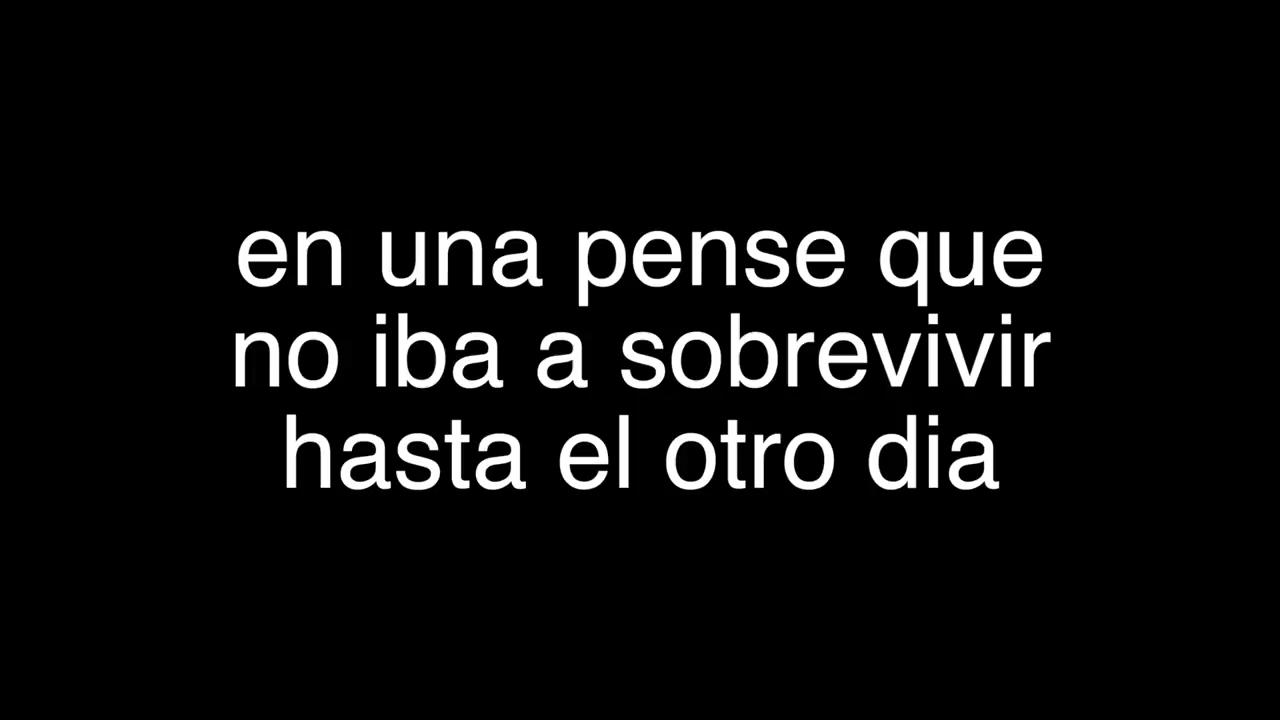 en una pense que
no iba a sobrevivir
hasta el otro dia